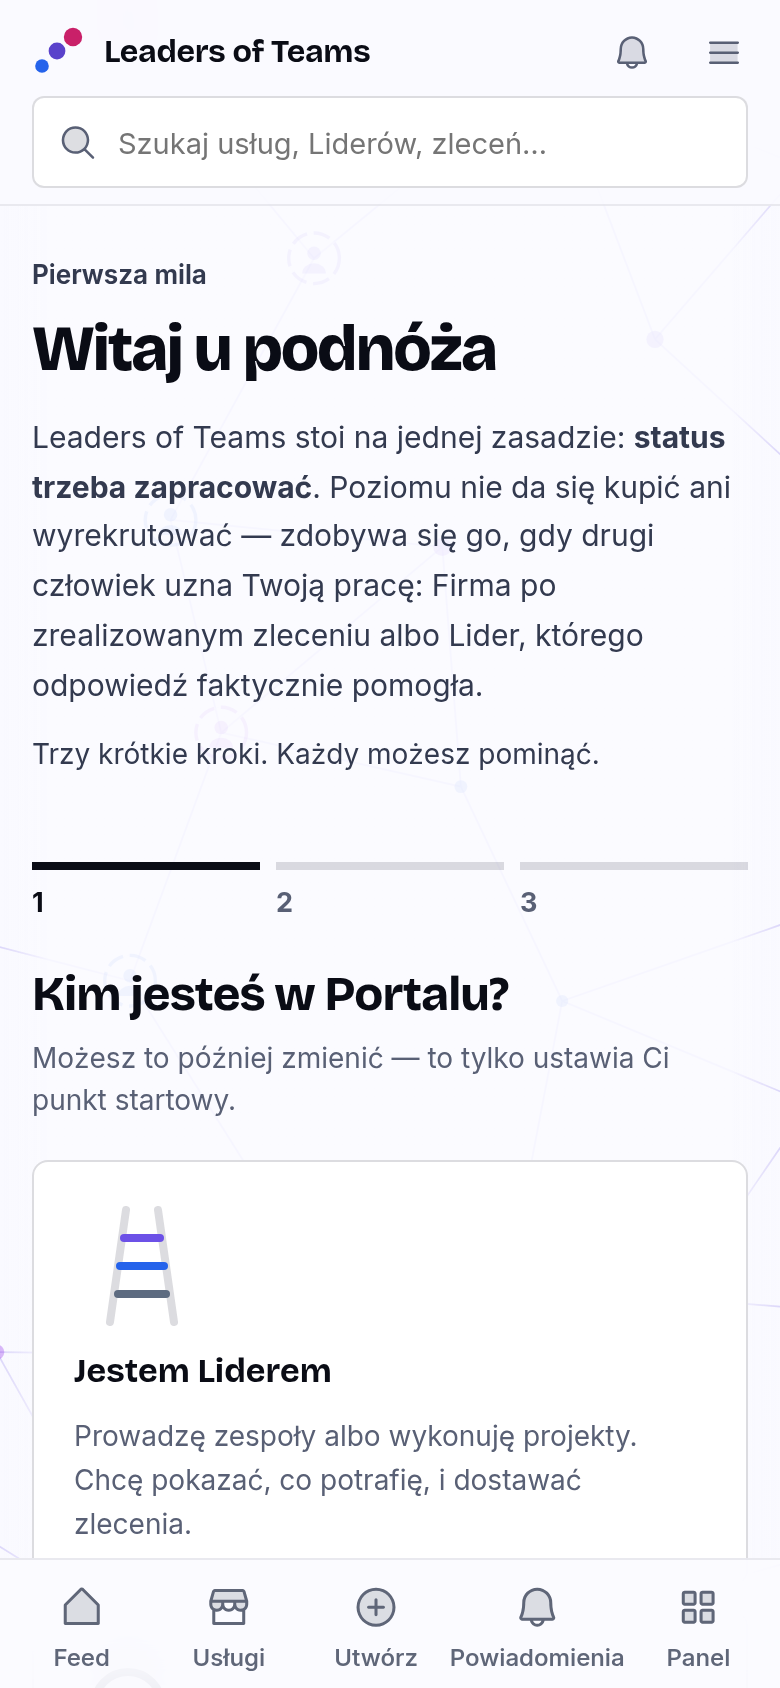 Leaders of Teams
Szukaj usług, Liderów, zleceń...
Pierwsza mila
Witaj u podnóża
Leaders of Teams stoi na jednej zasadzie: status
trzeba zapracować. Poziomu nie da się kupić ani
wyrekrutować — zdobywa się go, gdy drugi
człowiek uzna Twoją pracę: Firma po
zrealizowanym zleceniu albo Lider, którego
odpowiedź faktycznie pomogła.
Trzy krótkie kroki. Każdy możesz pominąć.
1 2 3
Kim jesteś w Portalu?
Możesz to później zmienić — to tylko ustawia Ci
punkt startowy.
Jestem Liderem
Prowadzę zespoły albo wykonuję projekty.
Chcę pokazać, co potrafię, i dostawać
zlecenia.
Feed Usługi Utwórz Powiadomienia Panel